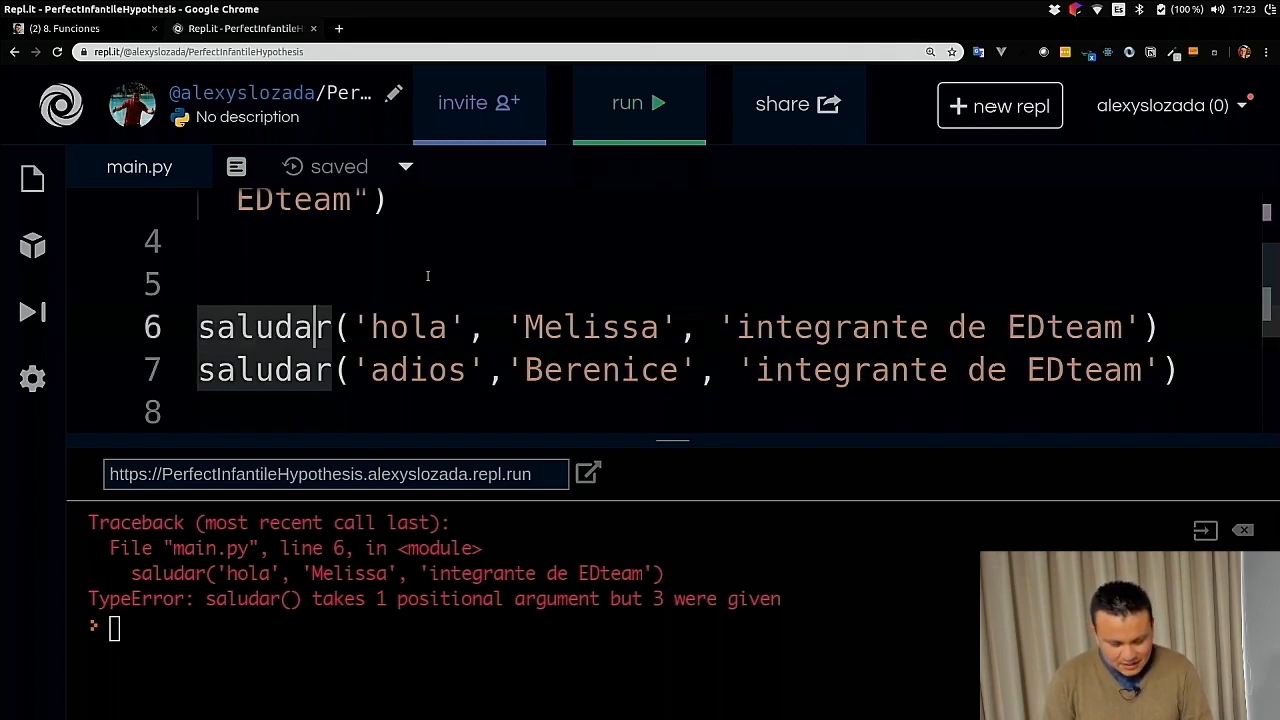 Repl.it - PerfectInfantileHypothesis - Google Chrome
Es (100 %) 17:23
(2) 8. Funciones
Repl.it - PerfectInfantileH
repl.it/@alexyslozada/PerfectInfantileHypothesis
@alexyslozada/Per...
No description
invite
run
share
+ new repl
alexyslozada (0)
main.py
saved
EDteam")
4
5
6 saludar('hola', 'Melissa', 'integrante de EDteam')
7 saludar('adios','Berenice', 'integrante de EDteam')
8
https://PerfectInfantileHypothesis.alexyslozada.repl.run
Traceback (most recent call last):
File "main.py", line 6, in <module>
saludar('hola', 'Melissa', 'integrante de EDteam')
TypeError: saludar() takes 1 positional argument but 3 were given